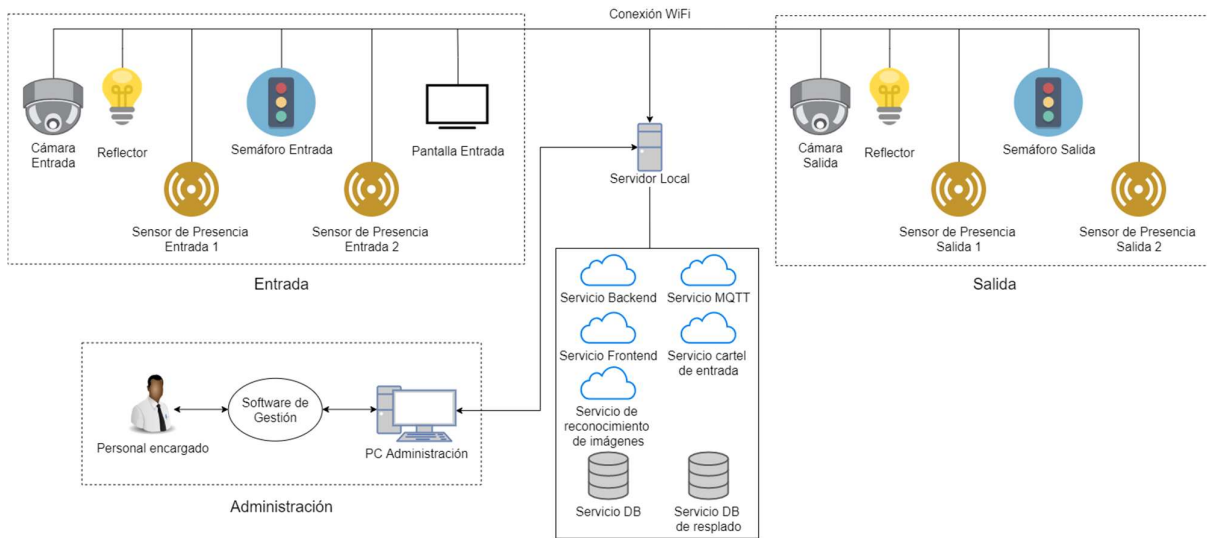 Conexión WiFi
Cámara
Entrada
Reflector
Semáforo Entrada
Pantalla Entrada
Sensor de Presencia
Entrada 1
Sensor de Presencia
Entrada 2
Entrada
Servidor Local
Cámara
Salida
Reflector
Semáforo Salida
Sensor de Presencia
Salida 1
Sensor de Presencia
Salida 2
Salida
Servicio Backend
Servicio MQTT
Servicio Frontend
Servicio cartel
de entrada
Servicio de
reconocimiento
de imágenes
Servicio DB
Servicio DB
de resplado
Personal encargado
Software de
Gestión
PC Administración
Administración